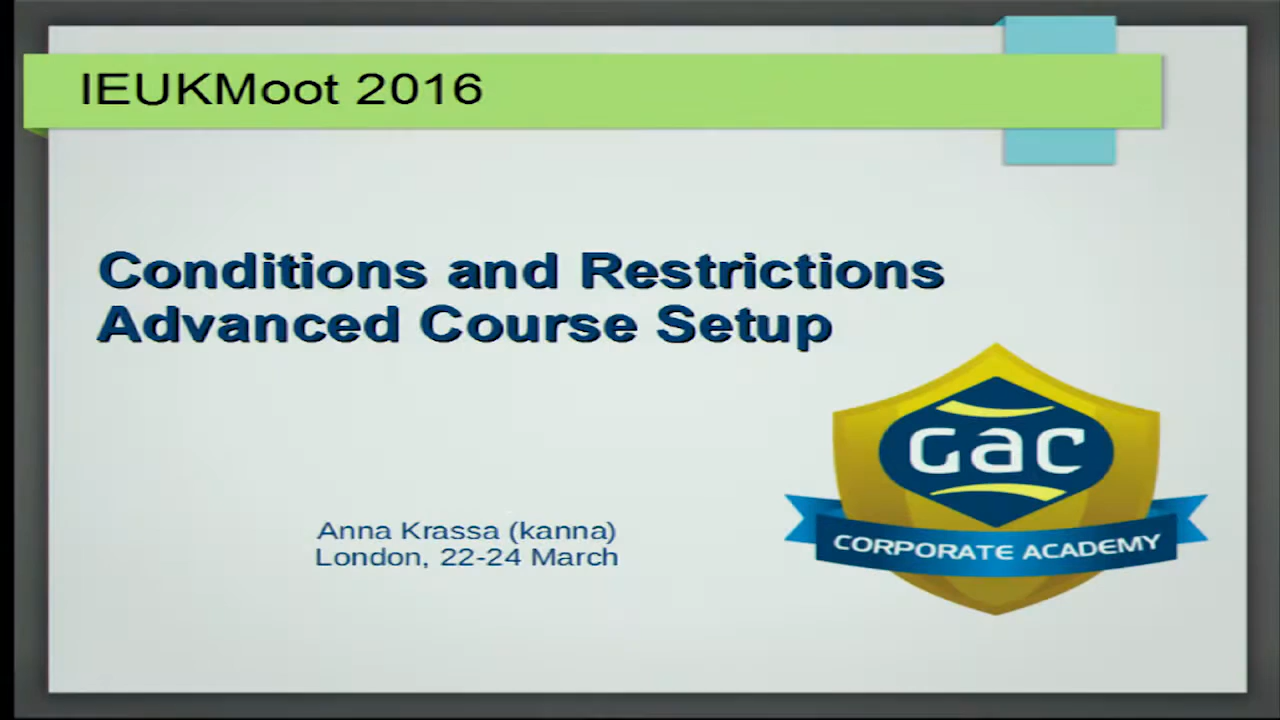 IEUKMoot 2016
Conditions and Restrictions
Advanced Course Setup
GAC
CORPORATE ACADEMY
Anna Krassa (kanna)
London, 22-24 March